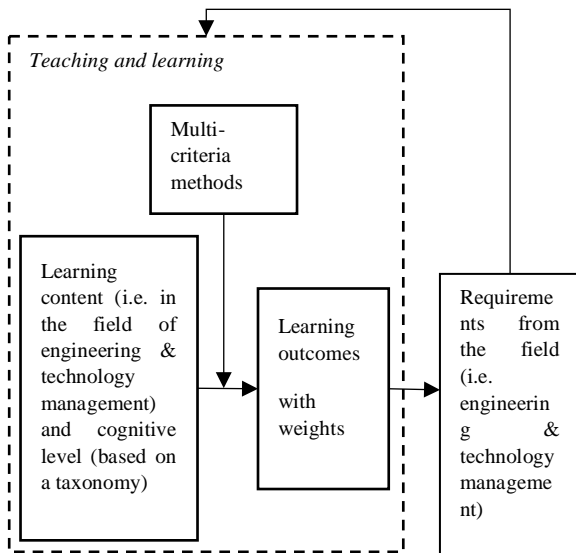 Teaching and learning
Multi-
criteria
methods
Learning
content (i.e. in
the field of
engineering &
technology
management)
and cognitive
level (based on
a taxonomy)
Learning
outcomes
with
weights
Requireme
nts from
the field
(i.e.
engineerin
g &
technology
manageme
nt)